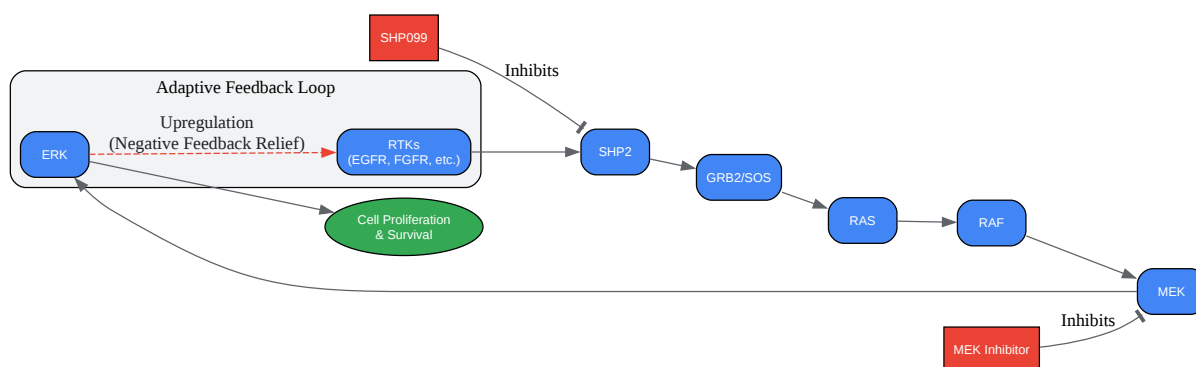 SHP099
Inhibits
Adaptive Feedback Loop
Upregulation
(Negative Feedback Relief)
ERK
RTKs
(EGFR, FGFR, etc.)
SHP2
GRB2/SOS
Cell Proliferation
& Survival
RAS
RAF
MEK
Inhibits
MEK Inhibitor